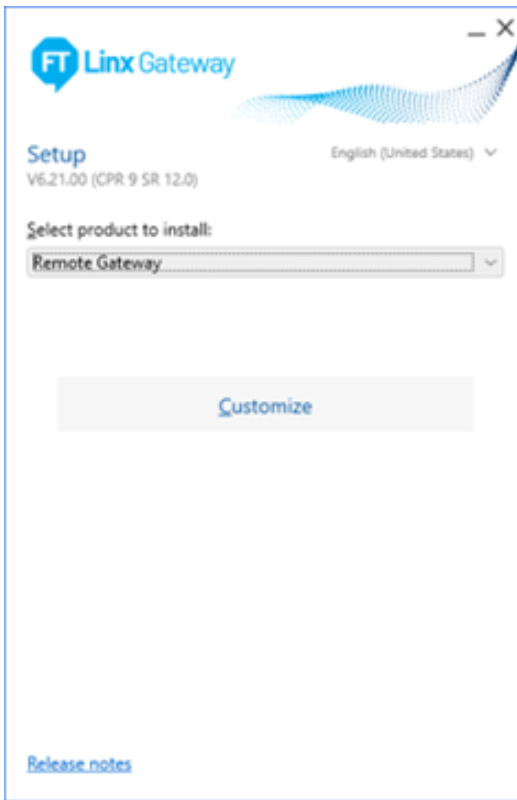 FT Linx Gateway
Setup
English (United States)
V6.21.00 (CPR 9 SR 12.0)
Select product to install:
Remote Gateway
Customize
Release notes